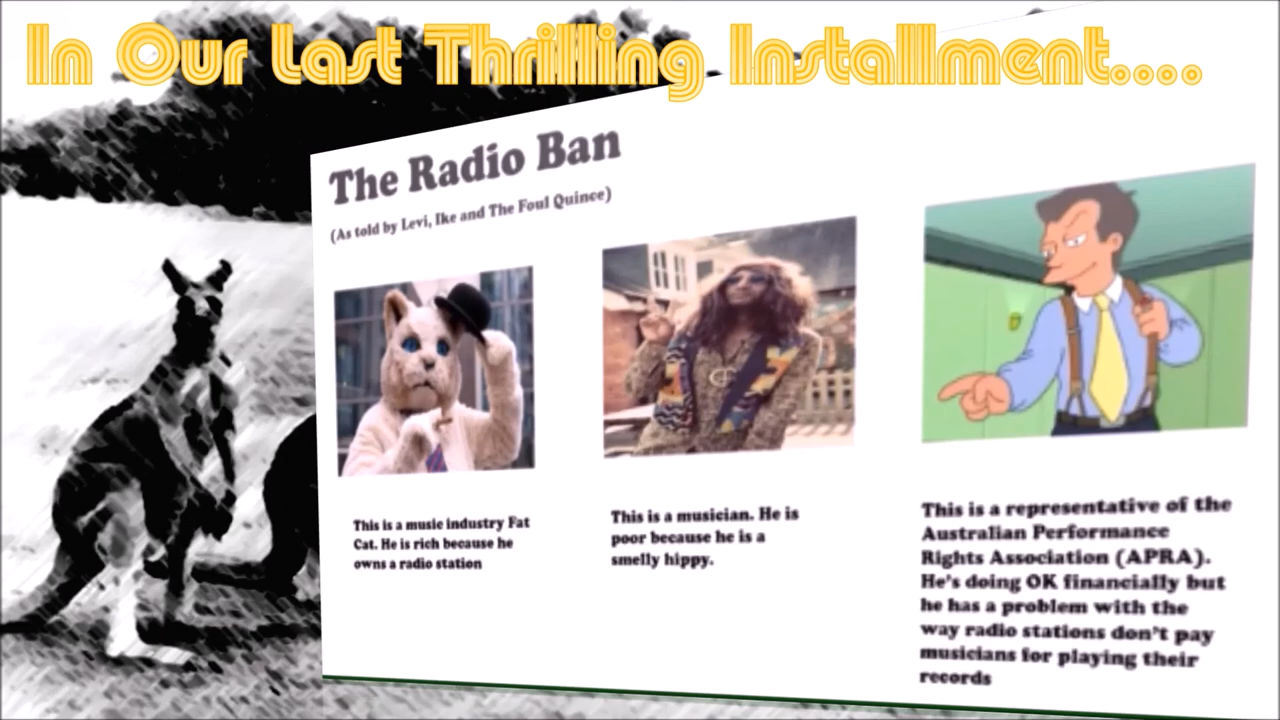 In Our Last Thrilling Installment....
The Radio Ban
(As told by Levi, Ike and The Foul Quince)
This is a music industry Fat
Cat. He is rich because he
owns a radio station
This is a musician. He is
poor because he is a
smelly hippy.
This is a representative of the
Australian Performance
Rights Association (APRA).
He's doing OK financially but
he has a problem with the
way radio stations don't pay
musicians for playing their
records